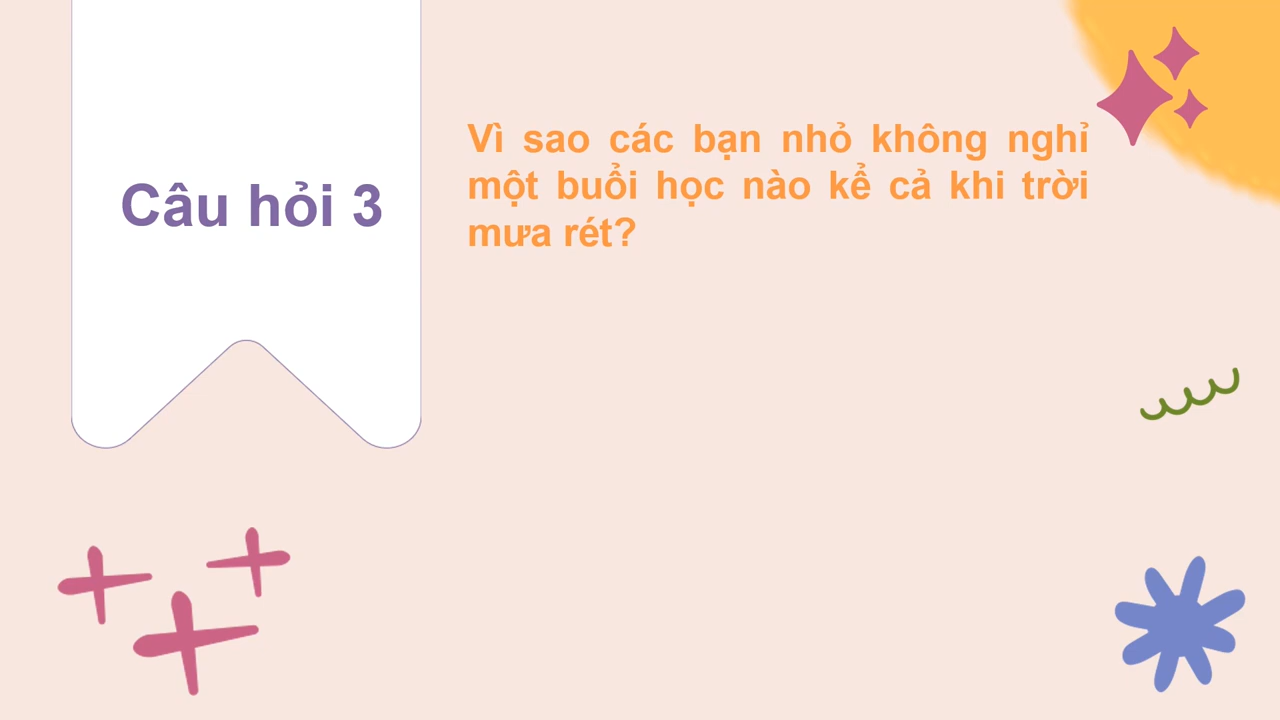 Câu hỏi 3
Vì sao các bạn nhỏ không nghỉ
một buổi học nào kể cả khi trời
mưa rét?